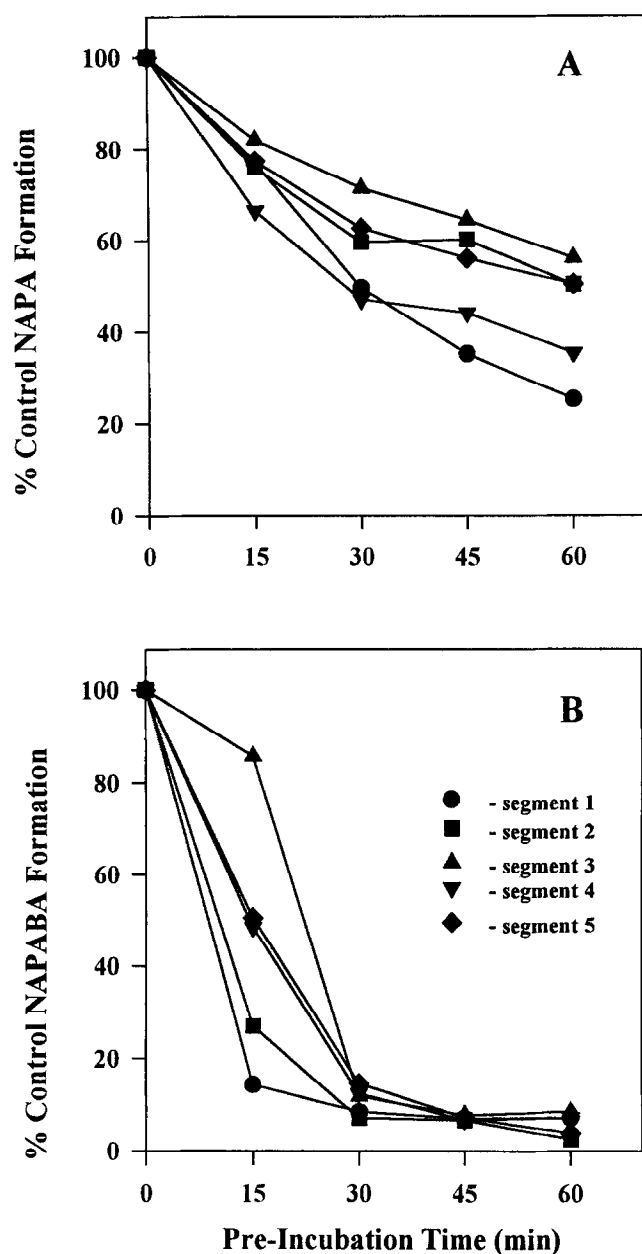 A
% Control NAPA Formation
100
80
60
40
20
0
0 15 30 45 60
B
% Control NAPABA Formation
100
80
60
40
20
0
- segment 1
- segment 2
- segment 3
- segment 4
- segment 5
0 15 30 45 60
Pre-Incubation Time (min)